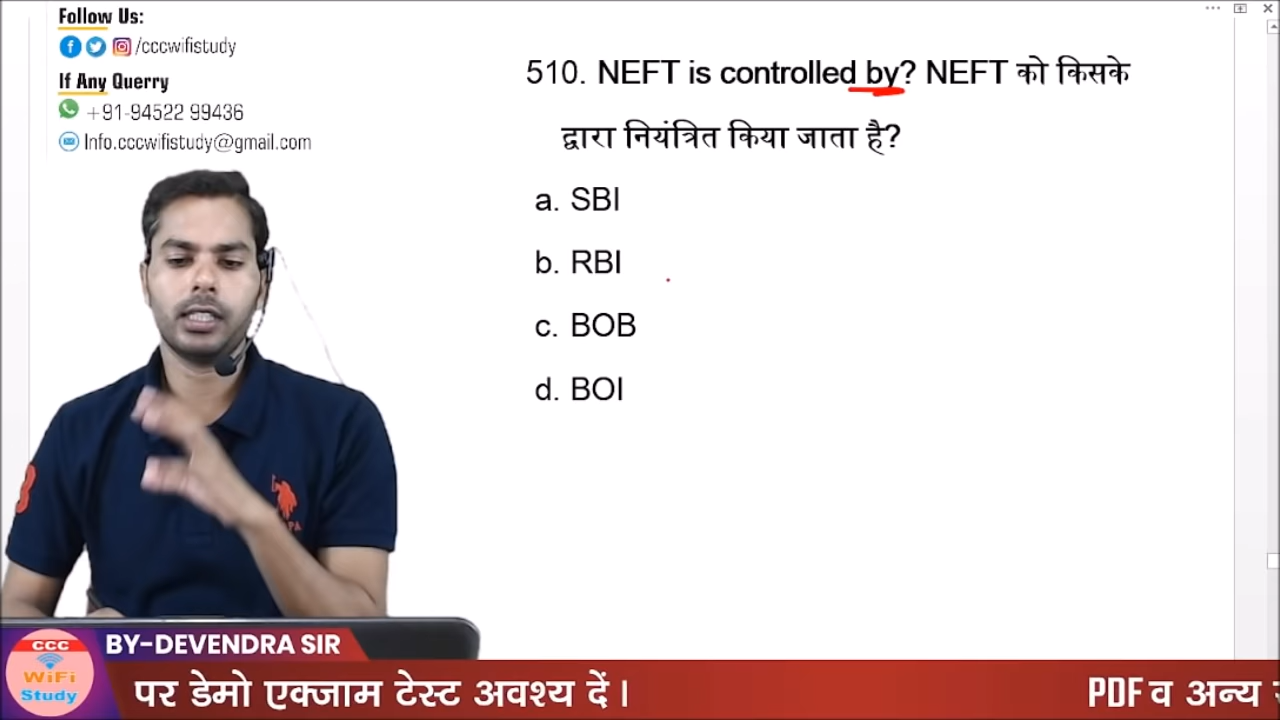 Follow Us:
/cccwifistudy
If Any Querry
+91-94522 99436
Info.cccwifistudy@gmail.com
510. NEFT is controlled by? NEFT को किसके
द्वारा नियंत्रित किया जाता है?
a. SBI
b. RBI
c. BOB
d. BOI
BY-DEVENDRA SIR
CCC
WiFi
Study
पर डेमो एक्जाम टेस्ट अवश्य दें। PDF व अन्य